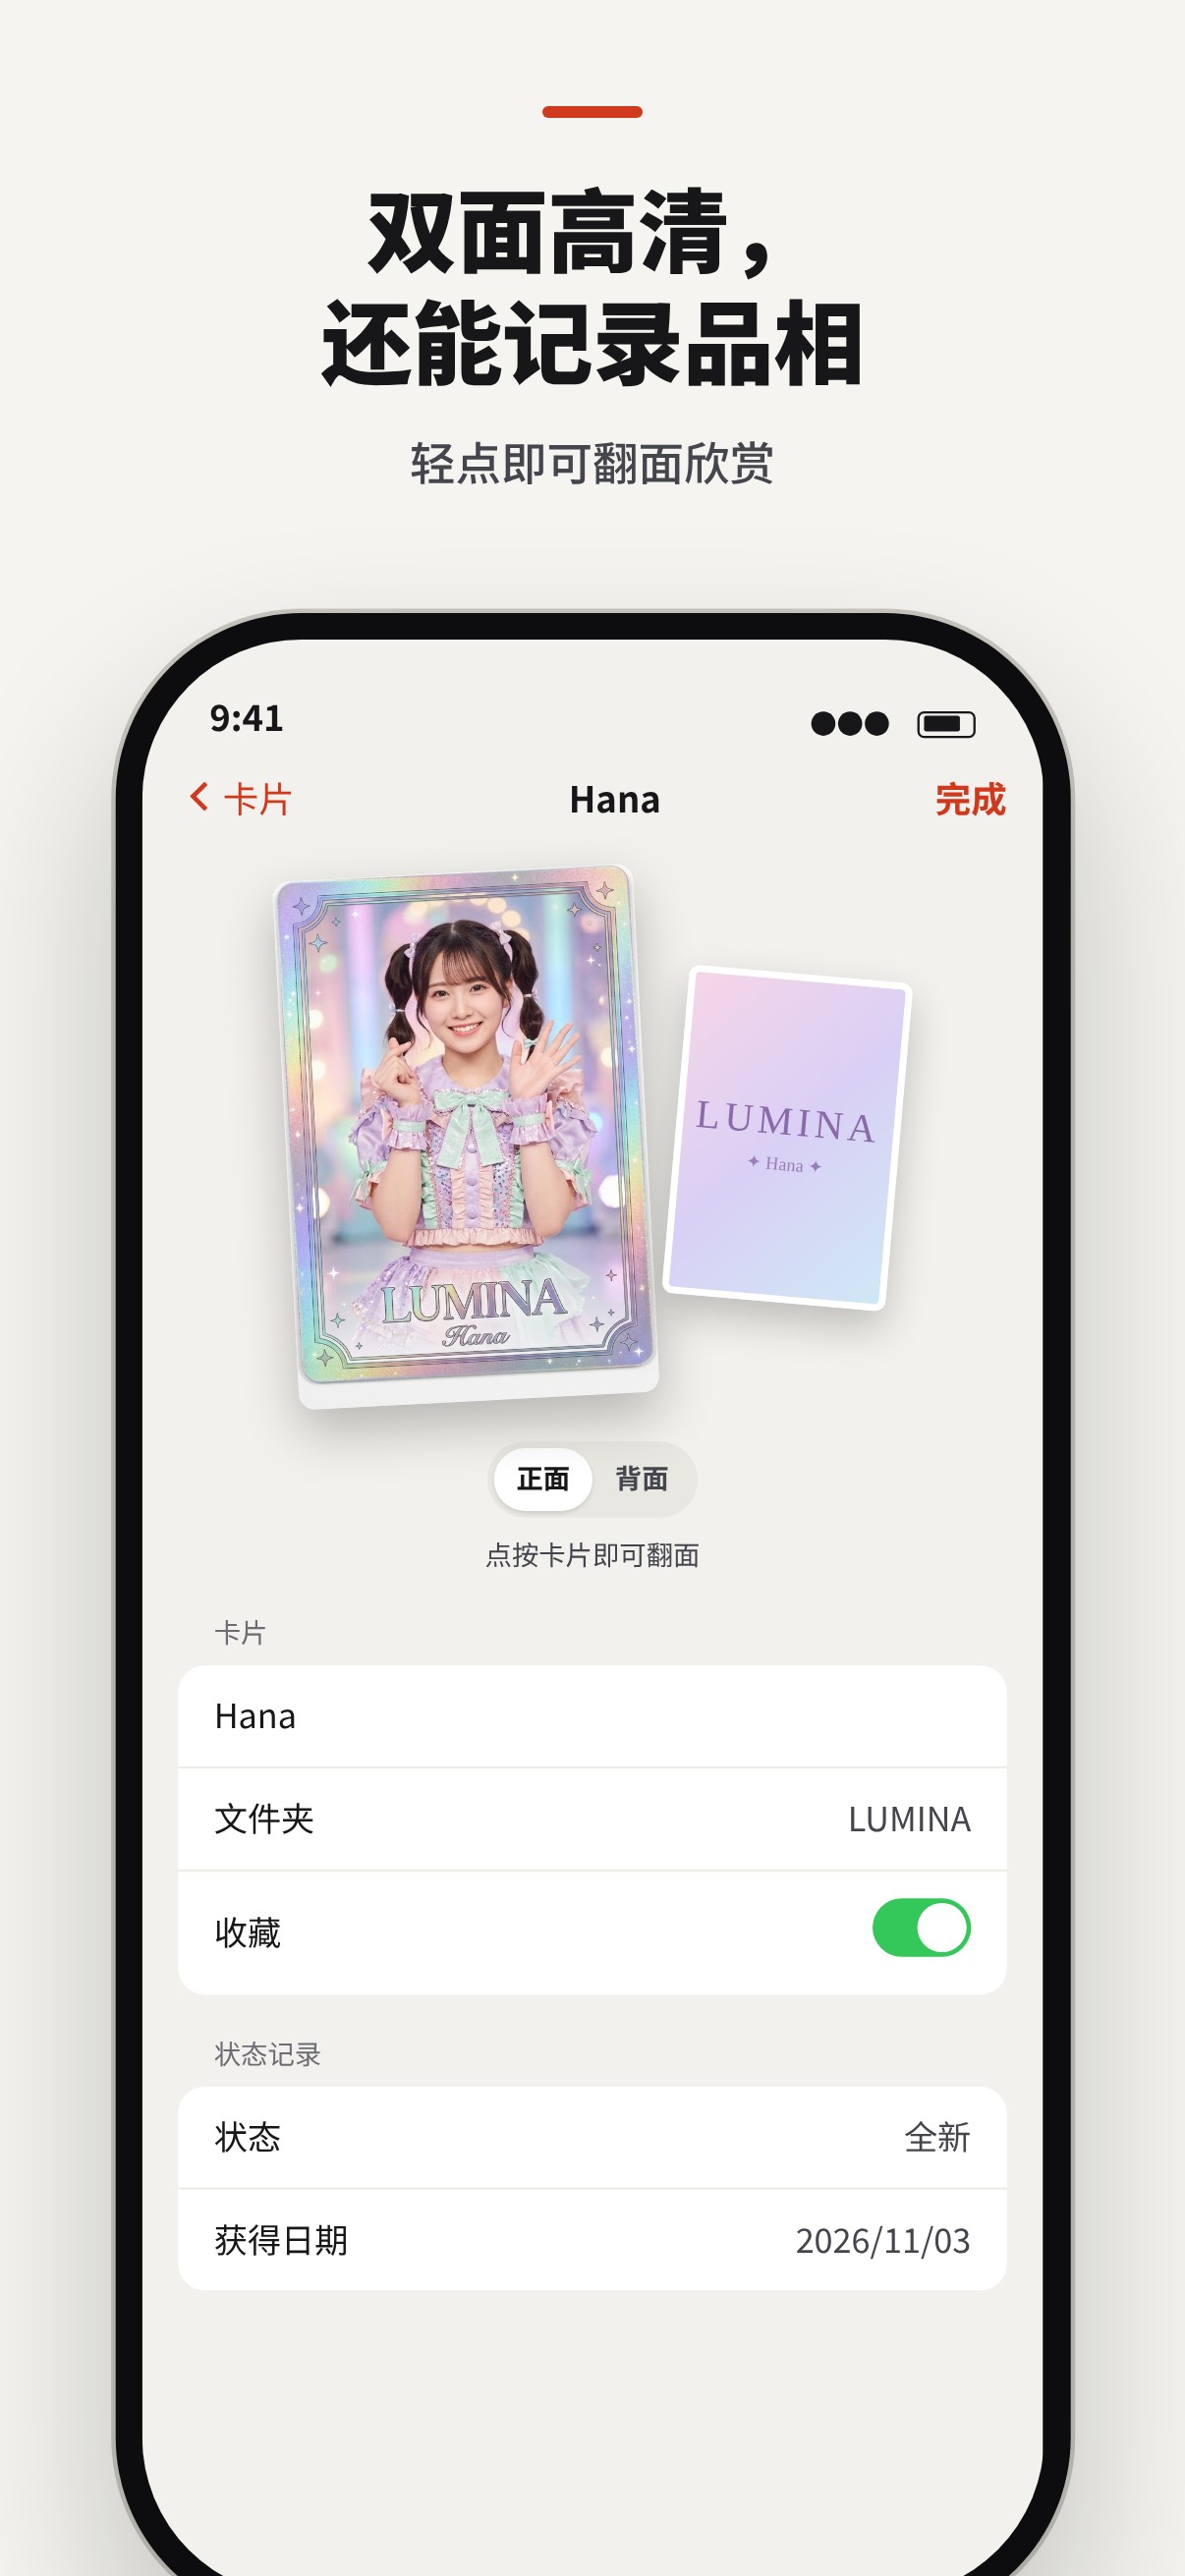 双面高清，
还能记录品相
轻点即可翻面欣赏
9:41
卡片
Hana
完成
LUMINA
Hana
LUMINA
✦ Hana ✦
正面
背面
点按卡片即可翻面
卡片
Hana
文件夹
LUMINA
收藏
状态记录
状态
全新
获得日期
2026/11/03